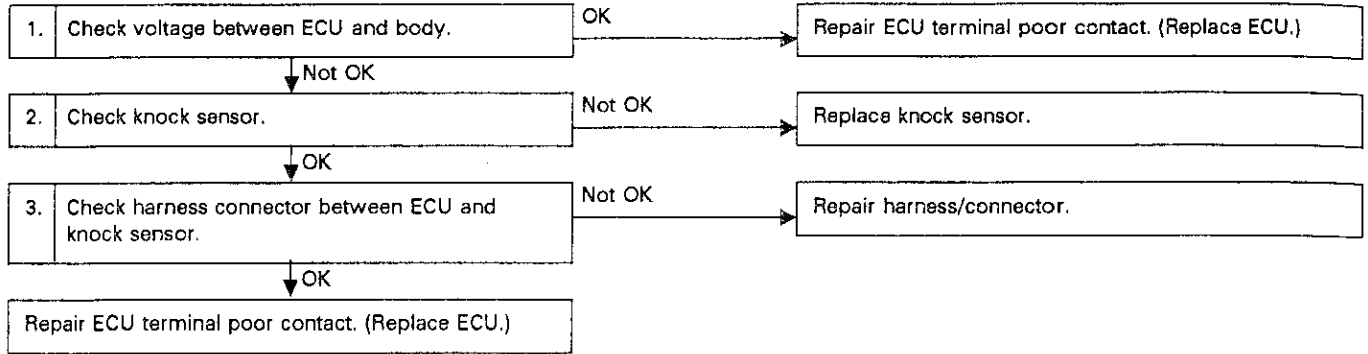 1. Check voltage between ECU and body.
OK
Repair ECU terminal poor contact. (Replace ECU.)
Not OK
2. Check knock sensor.
Not OK
Replace knock sensor.
OK
3. Check harness connector between ECU and
knock sensor.
Not OK
Repair harness/connector.
OK
Repair ECU terminal poor contact. (Replace ECU.)